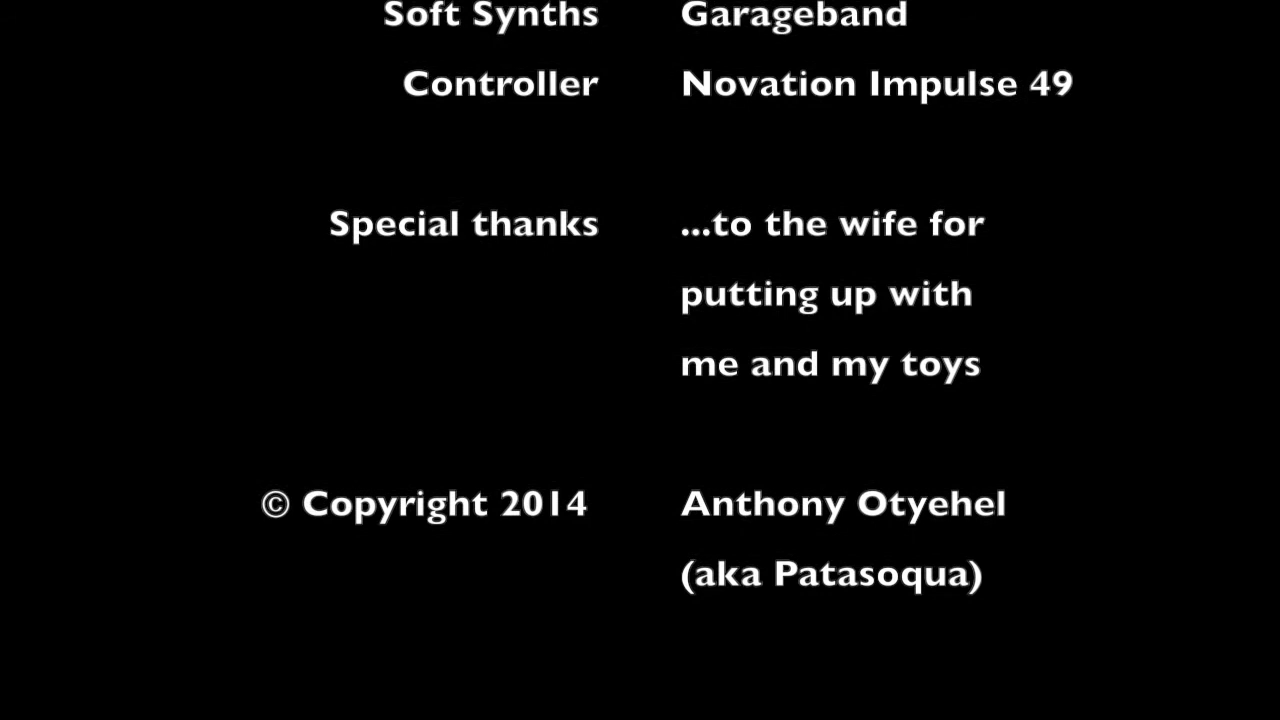 Soft Synths Garageband
Controller Novation Impulse 49
Special thanks ...to the wife for
putting up with
me and my toys
© Copyright 2014 Anthony Otyehel
(aka Patasoqua)